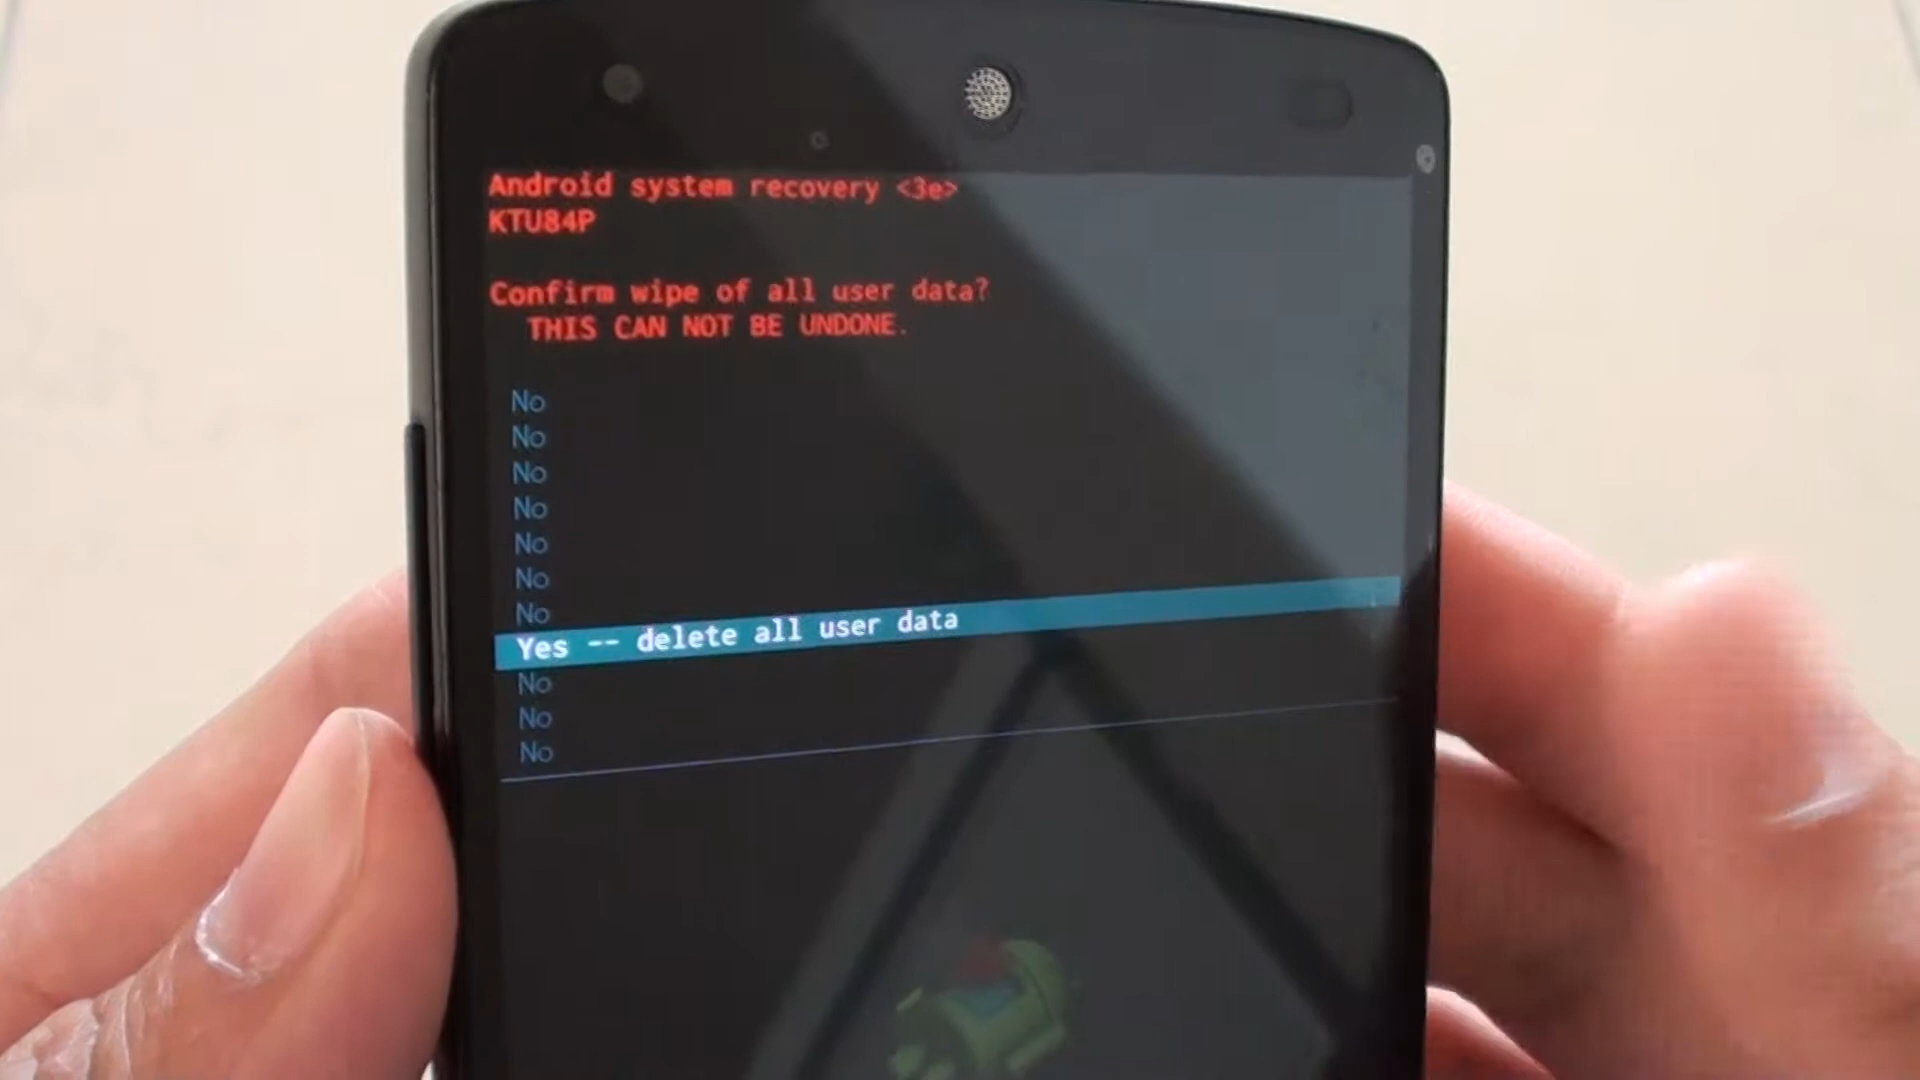 Android system recovery <3e>
KTU84P
Confirm wipe of all user data?
THIS CAN NOT BE UNDONE.
No
No
No
No
No
No
No
Yes -- delete all user data
No
No
No